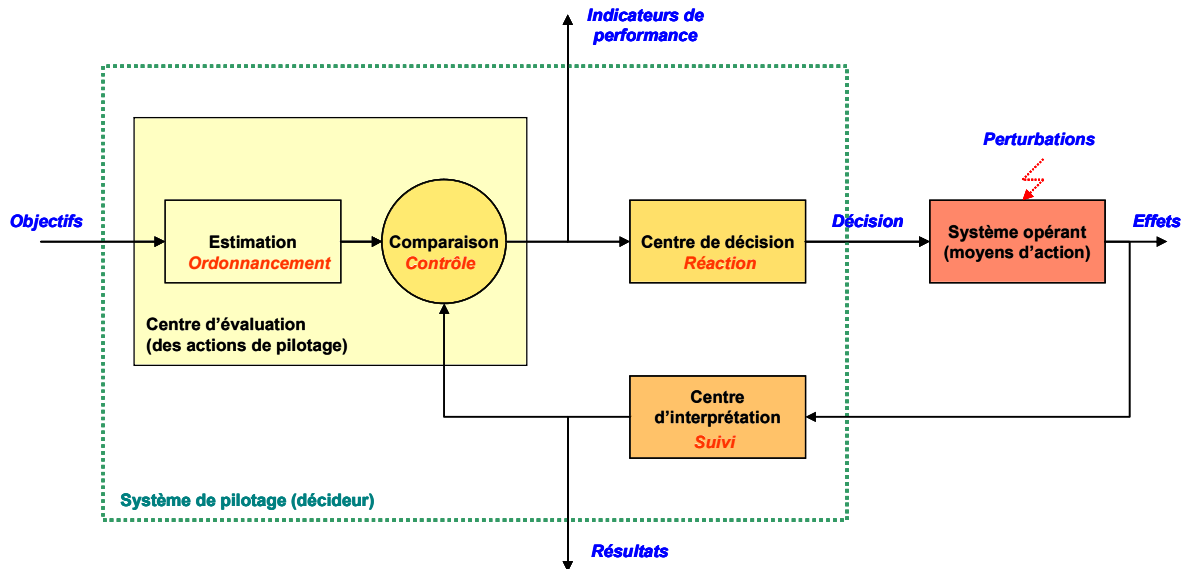 Indicateurs de
performance
Perturbations
Objectifs
Estimation
Ordonnancement
Comparaison
Contrôle
Centre de décision
Réaction
Décision
Système opérant
(moyens d’action)
Effets
Centre d’évaluation
(des actions de pilotage)
Centre
d’interprétation
Suivi
Système de pilotage (décideur)
Résultats